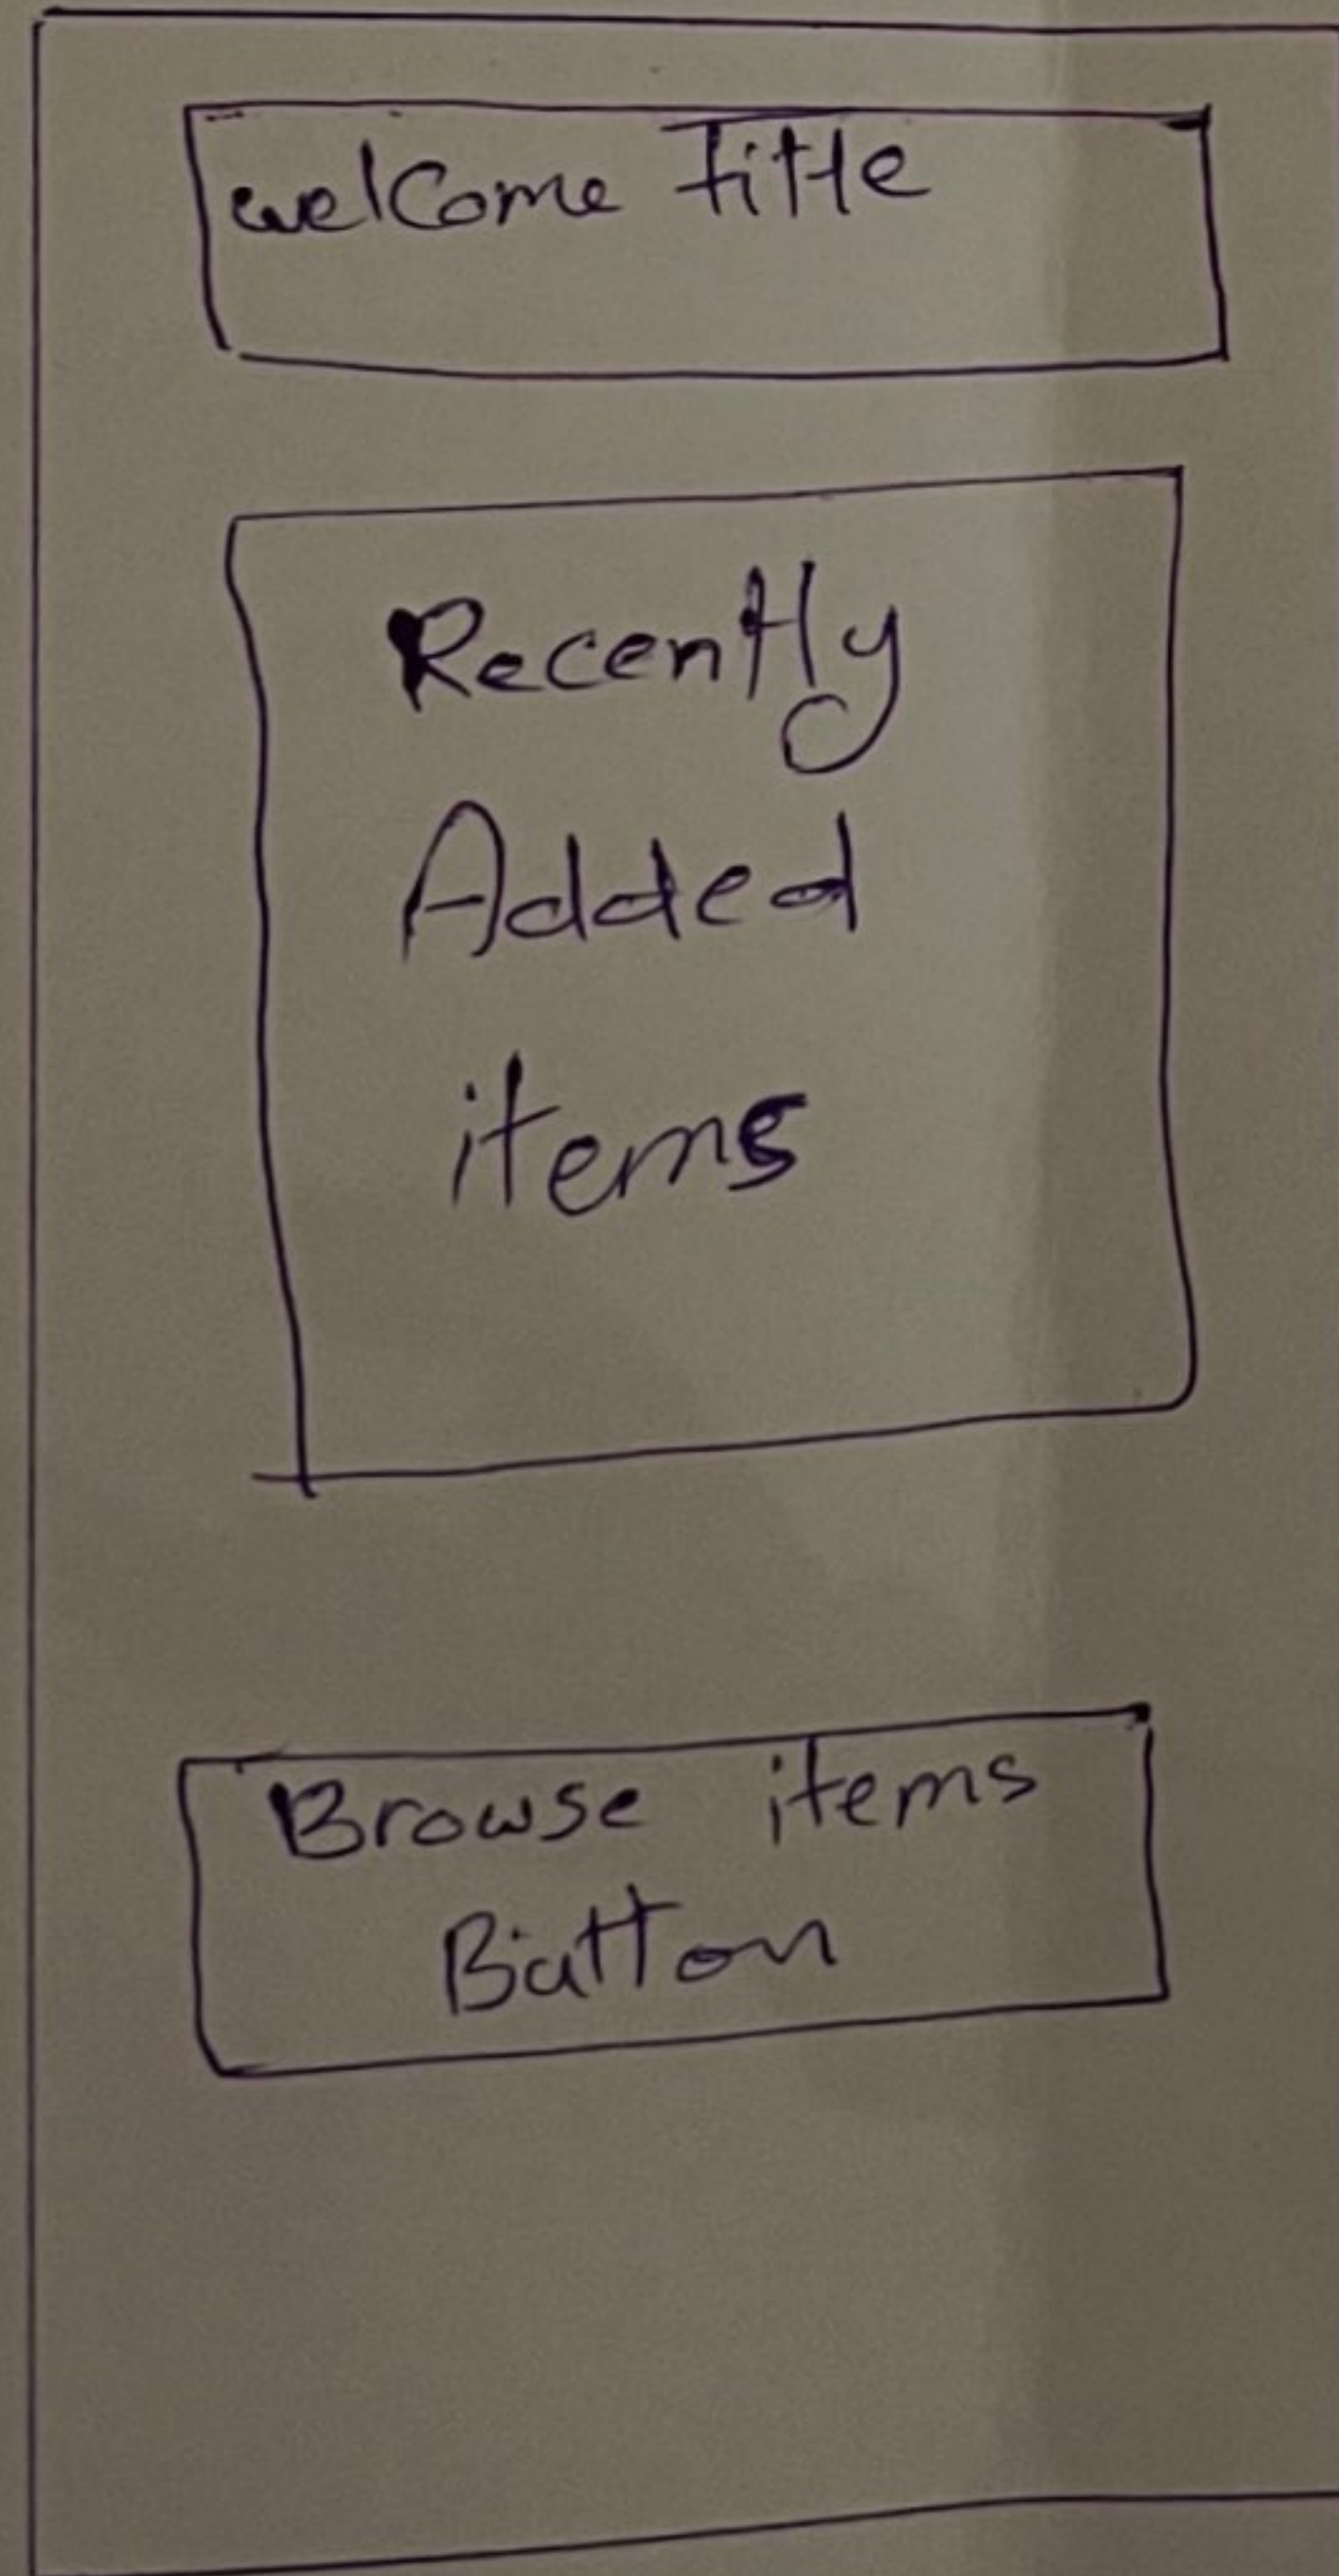 welcome title
Recently
Added
items
Browse items
Button